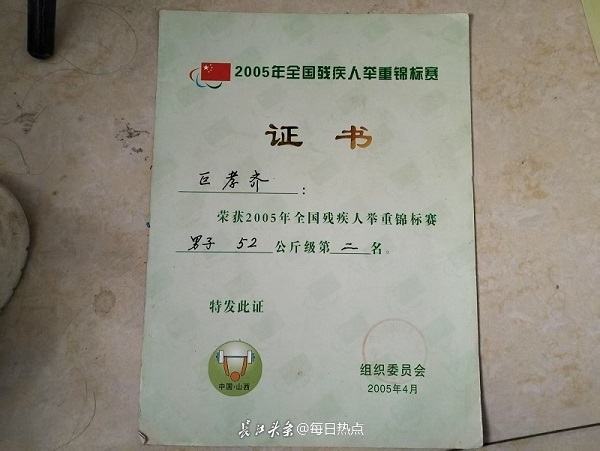 2005年全国残疾人举重锦标赛
证 书
巨孝齐：
荣获2005年全国残疾人举重锦标赛
男子 52 公斤级第 二 名。
特发此证
中国·山西
组织委员会
2005年4月
长江头条@每日热点